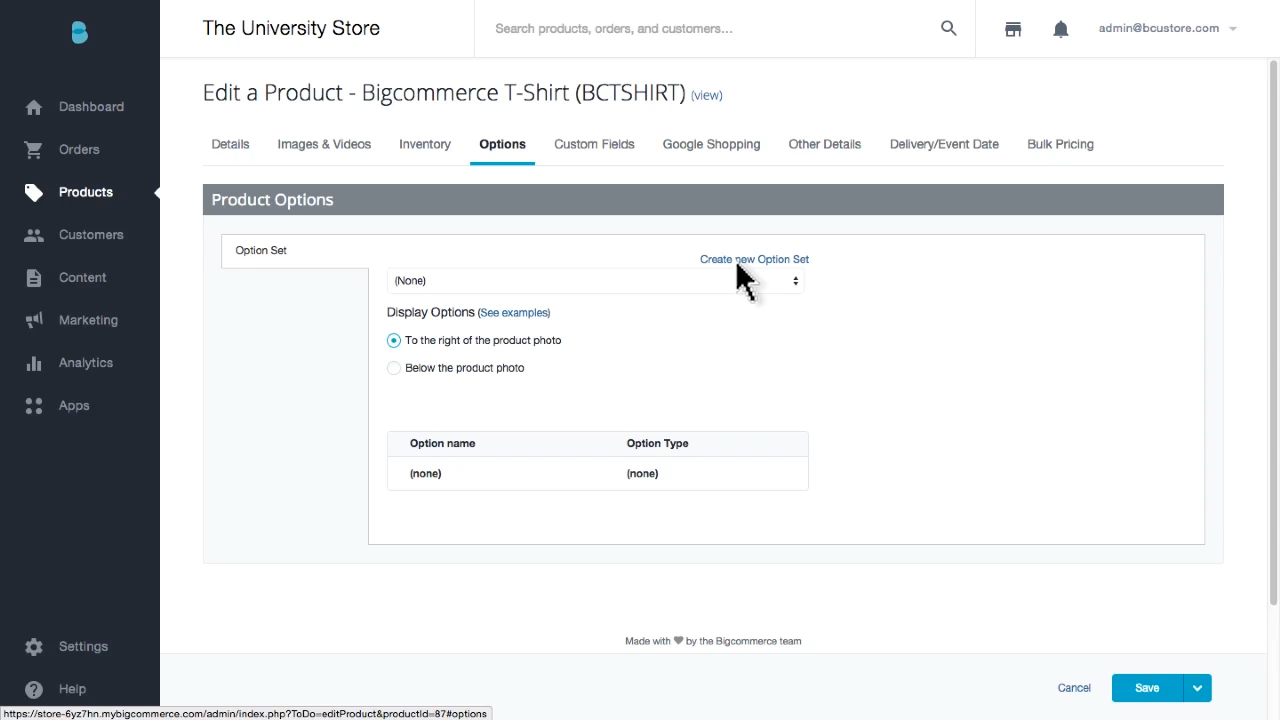 The University Store
Search products, orders, and customers...
admin@bcustore.com
Dashboard
Orders
Products
Customers
Content
Marketing
Analytics
Apps
Settings
Help
Edit a Product - Bigcommerce T-Shirt (BCTSHIRT) (view)
Details Images & Videos Inventory Options Custom Fields Google Shopping Other Details Delivery/Event Date Bulk Pricing
Product Options
Option Set
Create new Option Set
(None)
Display Options (See examples)
To the right of the product photo
Below the product photo
Option name Option Type
(none) (none)
Made with ♥ by the Bigcommerce team
Cancel Save
https://store-6yz7hn.mybigcommerce.com/admin/index.php?ToDo=editProduct&productId=87#options